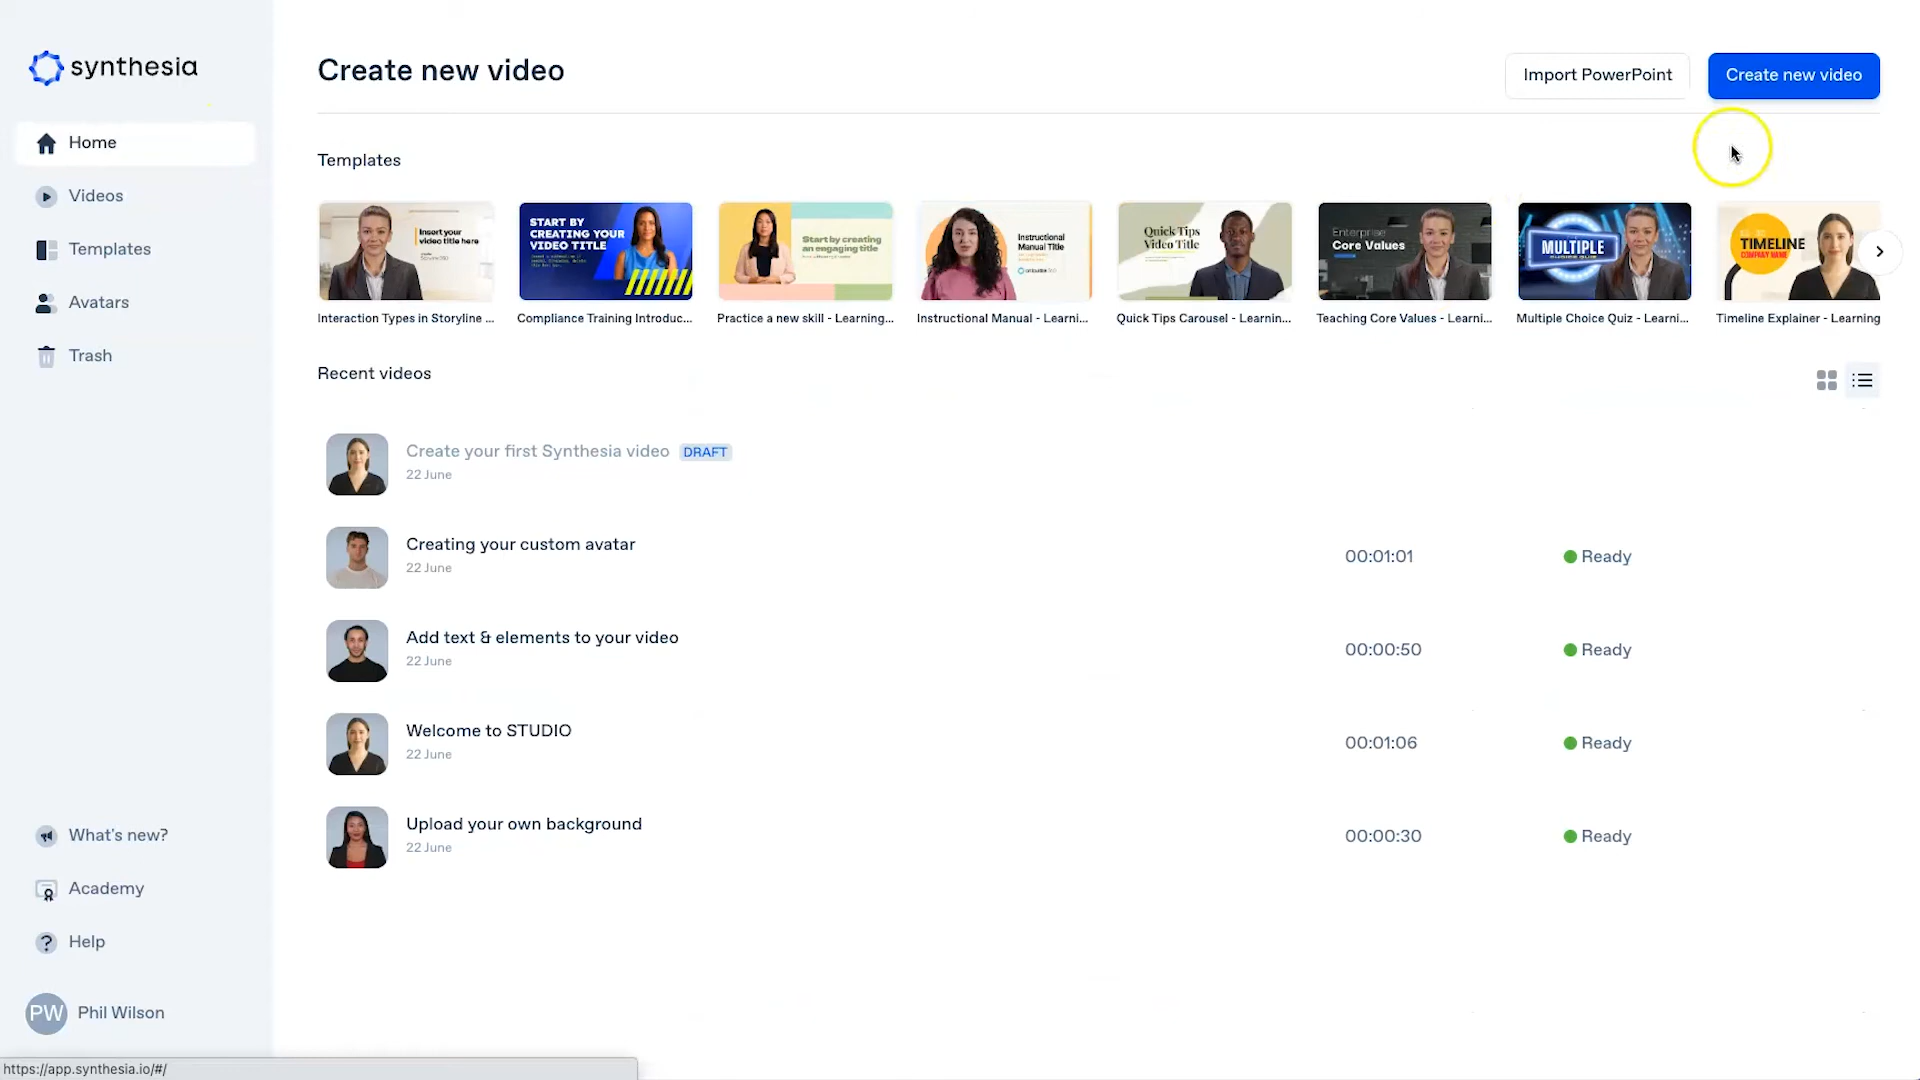 synthesia
Create new video
Import PowerPoint
Create new video
Home
Videos
Templates
Avatars
Trash
Templates
Insert your
video title here
START BY
CREATING YOUR
VIDEO TITLE
Start by creating
an engaging title
Instructional
Manual Title
Quick Tips
Video Title
Enterprise
Core Values
MULTIPLE
TIMELINE
COMPANY NAME
Interaction Types in Storyline ...
Compliance Training Introduc...
Practice a new skill - Learning...
Instructional Manual - Learni...
Quick Tips Carousel - Learnin...
Teaching Core Values - Learni...
Multiple Choice Quiz - Learni...
Timeline Explainer - Learning
Recent videos
Create your first Synthesia video DRAFT
22 June
Creating your custom avatar
22 June
00:01:01
Ready
Add text & elements to your video
22 June
00:00:50
Ready
Welcome to STUDIO
22 June
00:01:06
Ready
Upload your own background
22 June
00:00:30
Ready
What's new?
Academy
? Help
PW Phil Wilson
https://app.synthesia.io/#/